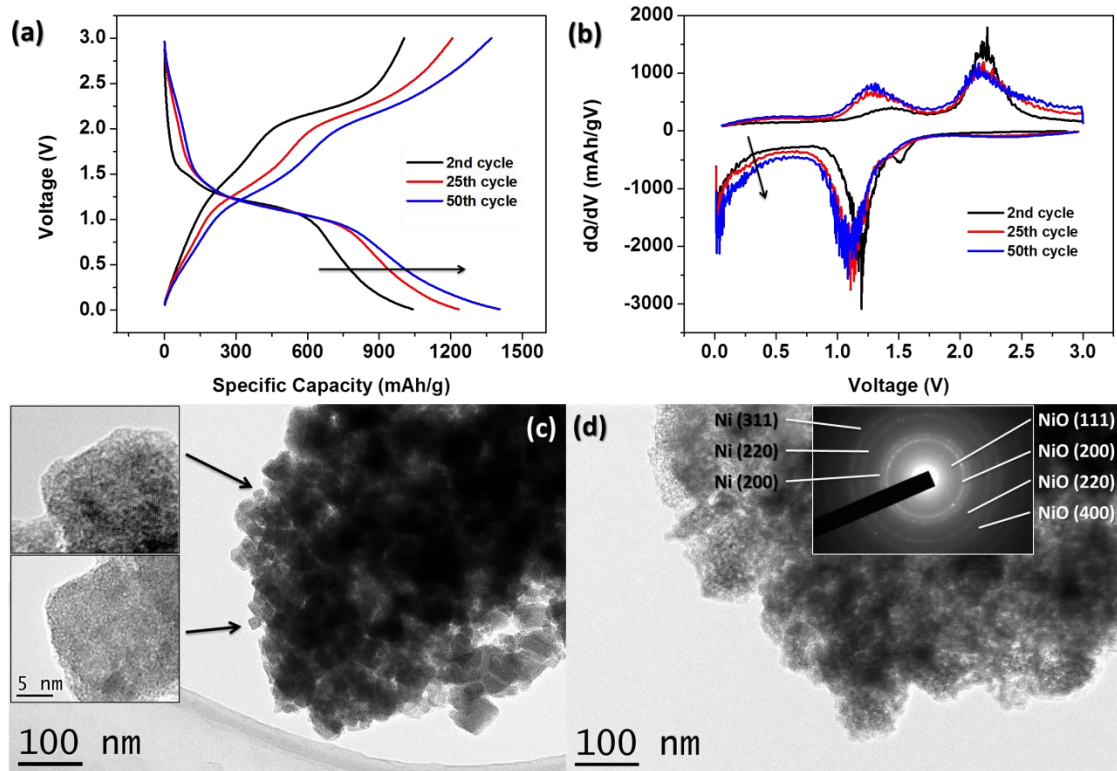 (a)
3.0
2.5
2.0
1.5
1.0
0.5
0.0
Voltage (V)
2nd cycle
25th cycle
50th cycle
0 300 600 900 1200 1500
Specific Capacity (mAh/g)
(b)
2000
1000
0
-1000
-2000
-3000
dQ/dV (mAh/gV)
2nd cycle
25th cycle
50th cycle
0.0 0.5 1.0 1.5 2.0 2.5 3.0
Voltage (V)
(c)
5 nm
100 nm
(d)
Ni (311)
Ni (220)
Ni (200)
NiO (111)
NiO (200)
NiO (220)
NiO (400)
100 nm